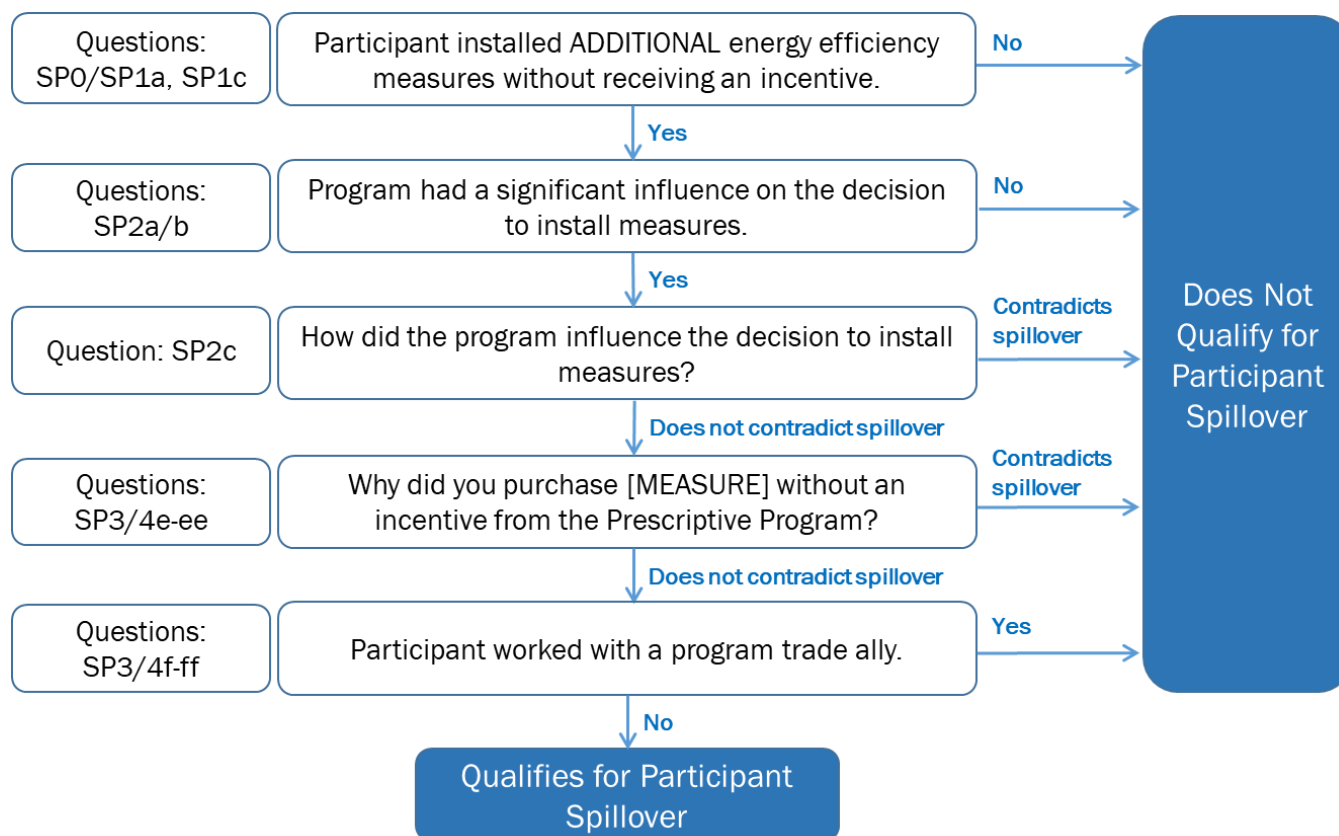 Questions:
SP0/SP1a, SP1c
Participant installed ADDITIONAL energy efficiency
measures without receiving an incentive.
No
Yes
Questions:
SP2a/b
Program had a significant influence on the decision
to install measures.
No
Yes
Question: SP2c
How did the program influence the decision to install
measures?
Contradicts
spillover
Does not contradict spillover
Questions:
SP3/4e-ee
Why did you purchase [MEASURE] without an
incentive from the Prescriptive Program?
Contradicts
spillover
Does not contradict spillover
Questions:
SP3/4f-ff
Participant worked with a program trade ally.
Yes
No
Does Not
Qualify for
Participant
Spillover
Qualifies for Participant
Spillover